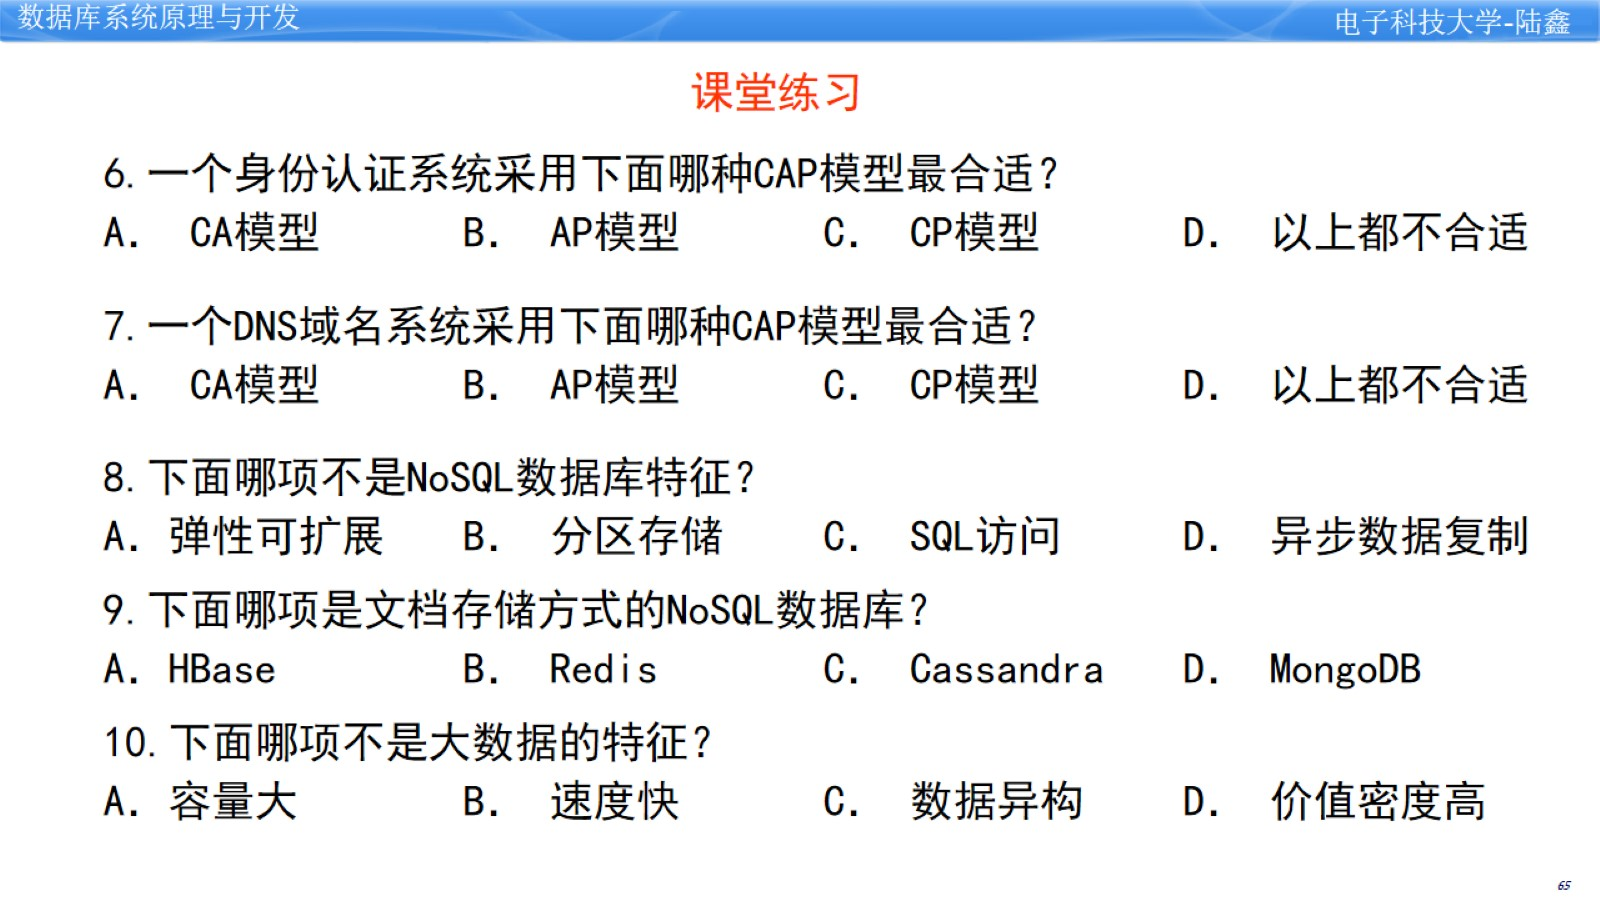 数据库系统原理与开发
电子科技大学-陆鑫
课堂练习
6.一个身份认证系统采用下面哪种CAP模型最合适?
A. CA模型 B. AP模型 C. CP模型 D. 以上都不合适
7.一个DNS域名系统采用下面哪种CAP模型最合适?
A. CA模型 B. AP模型 C. CP模型 D. 以上都不合适
8.下面哪项不是NoSQL数据库特征?
A. 弹性可扩展 B. 分区存储 C. SQL访问 D. 异步数据复制
9.下面哪项是文档存储方式的NoSQL数据库?
A. HBase B. Redis C. Cassandra D. MongoDB
10.下面哪项不是大数据的特征?
A. 容量大 B. 速度快 C. 数据异构 D. 价值密度高
65